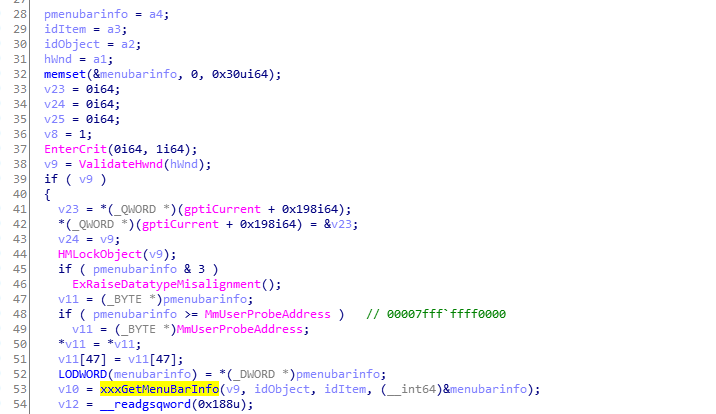 28 pmenubarinfo = a4;
29 idItem = a3;
30 idObject = a2;
31 hWnd = a1;
32 memset(&menubarinfo, 0, 0x30ui64);
33 v23 = 0i64;
34 v24 = 0i64;
35 v25 = 0i64;
36 v8 = 1;
37 EnterCrit(0i64, 1i64);
38 v9 = ValidateHwnd(hWnd);
39 if ( v9 )
40 {
41 v23 = *(_QWORD *)(gptiCurrent + 0x198i64);
42 *(_QWORD *)(gptiCurrent + 0x198i64) = &v23;
43 v24 = v9;
44 HMLockObject(v9);
45 if ( pmenubarinfo & 3 )
46 ExRaiseDatatypeMisalignment();
47 v11 = (_BYTE *)pmenubarinfo;
48 if ( pmenubarinfo >= MmUserProbeAddress ) // 00007fff`ffff0000
49 v11 = (_BYTE *)MmUserProbeAddress;
50 *v11 = *v11;
51 v11[47] = v11[47];
52 LODWORD(menubarinfo) = *(_DWORD *)pmenubarinfo;
53 v10 = xxxGetMenuBarInfo(v9, idObject, idItem, (__int64)&menubarinfo);
54 v12 = __readgsqword(0x188u);